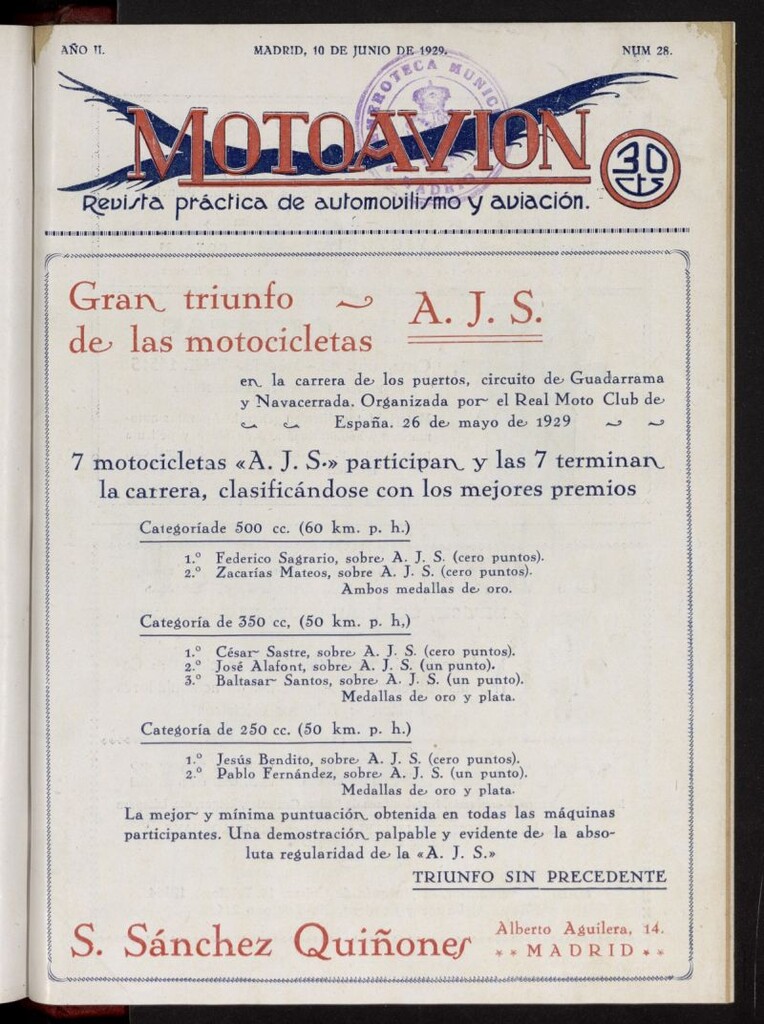 AÑO II.
MADRID, 10 DE JUNIO DE 1929.
NUM 28.
HEMEROTECA MUNICIPAL
MADRID
MOTOAVION
30 cts
Revista práctica de automovilismo y aviación.
Gran triunfo
de las motocicletas
A. J. S.
en la carrera de los puertos, circuito de Guadarrama
y Navacerrada. Organizada por el Real Moto Club de
España. 26 de mayo de 1929
7 motocicletas «A. J. S.» participan y las 7 terminan
la carrera, clasificándose con los mejores premios
Categoríade 500 cc. (60 km. p. h.)
1.º Federico Sagrario, sobre A. J. S. (cero puntos).
2.º Zacarías Mateos, sobre A. J. S. (cero puntos).
Ambos medallas de oro.
Categoría de 350 cc, (50 km. p. h,)
1.º César Sastre, sobre A. J. S. (cero puntos).
2.º José Alafont, sobre A. J. S. (un punto).
3.º Baltasar Santos, sobre A. J. S. (un punto).
Medallas de oro y plata.
Categoría de 250 cc. (50 km. p. h.)
1.º Jesús Bendito, sobre A. J. S. (cero puntos).
2.º Pablo Fernández, sobre A. J. S. (un punto).
Medallas de oro y plata.
La mejor y mínima puntuación obtenida en todas las máquinas
participantes. Una demostración palpable y evidente de la abso-
luta regularidad de la «A. J. S.»
TRIUNFO SIN PRECEDENTE
S. Sánchez Quiñones
Alberto Aguilera, 14.
** MADRID **